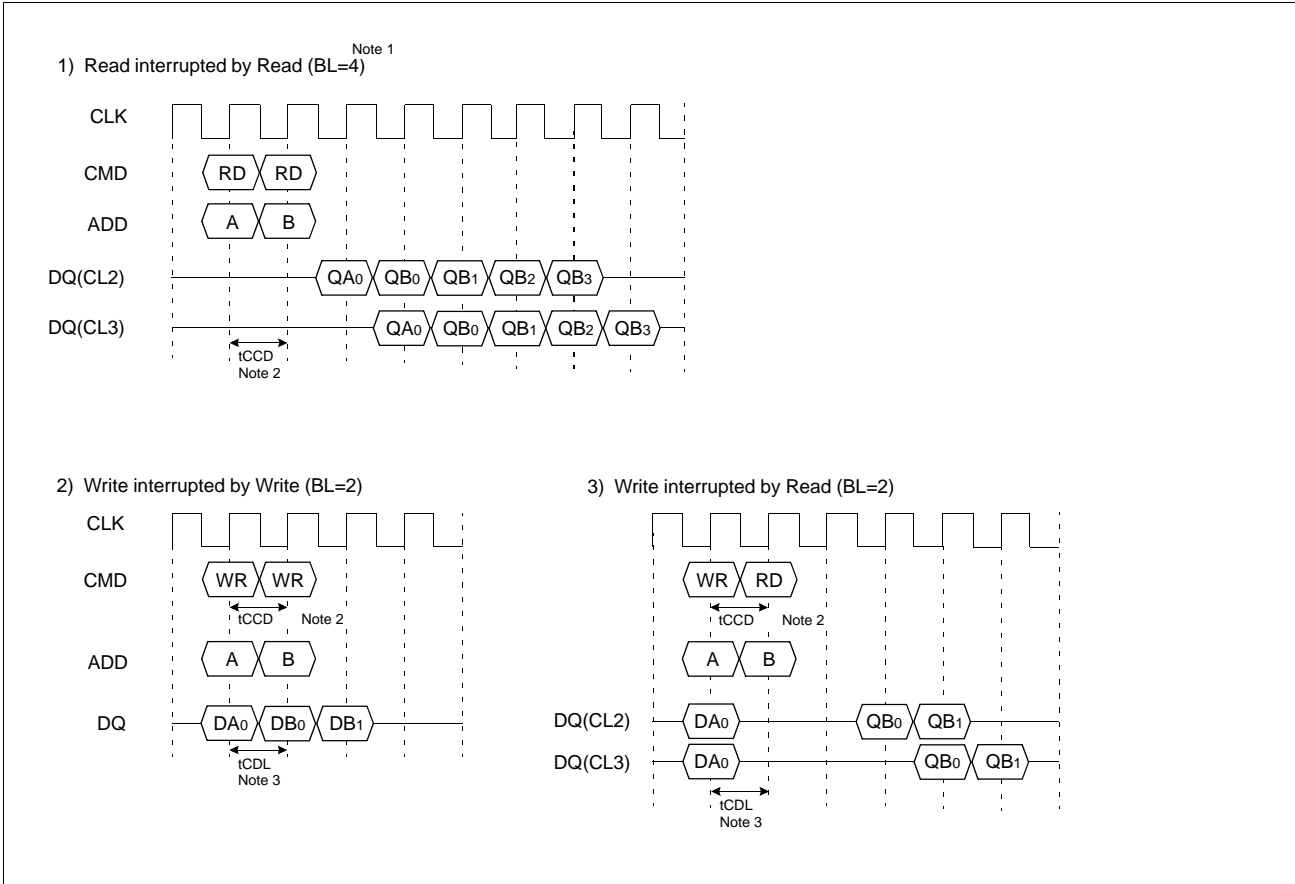 Note 1
1) Read interrupted by Read (BL=4)
CLK
CMD RD RD
ADD A B
DQ(CL2) QA0 QB0 QB1 QB2 QB3
DQ(CL3) QA0 QB0 QB1 QB2 QB3
tCCD
Note 2
2) Write interrupted by Write (BL=2)
CLK
CMD WR WR
tCCD Note 2
ADD A B
DQ DA0 DB0 DB1
tCDL
Note 3
3) Write interrupted by Read (BL=2)
WR RD
tCCD Note 2
A B
DQ(CL2) DA0 QB0 QB1
DQ(CL3) DA0 QB0 QB1
tCDL
Note 3